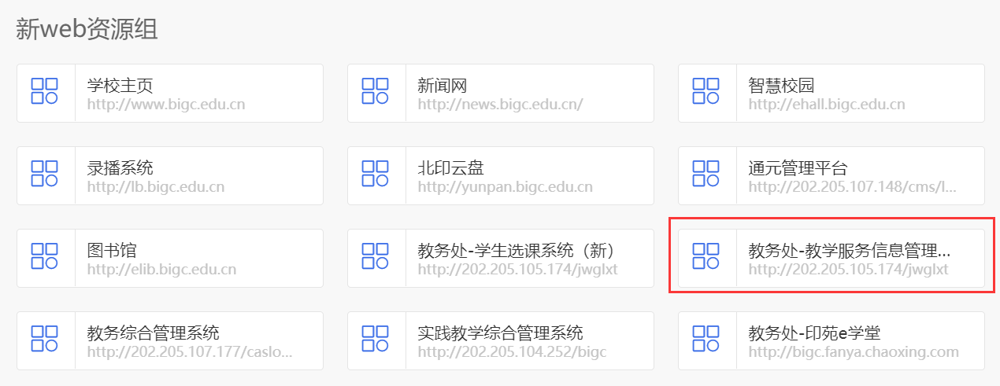 新web资源组
学校主页
http://www.bigc.edu.cn
新闻网
http://news.bigc.edu.cn/
智慧校园
http://ehall.bigc.edu.cn
录播系统
http://lb.bigc.edu.cn
北印云盘
http://yunpan.bigc.edu.cn
通元管理平台
http://202.205.107.148/cms/l...
图书馆
http://elib.bigc.edu.cn
教务处-学生选课系统（新）
http://202.205.105.174/jwglxt
教务处-教学服务信息管理...
http://202.205.105.174/jwglxt
教务综合管理系统
http://202.205.107.177/caslo...
实践教学综合管理系统
http://202.205.104.252/bigc
教务处-印苑e学堂
http://bigc.fanya.chaoxing.com